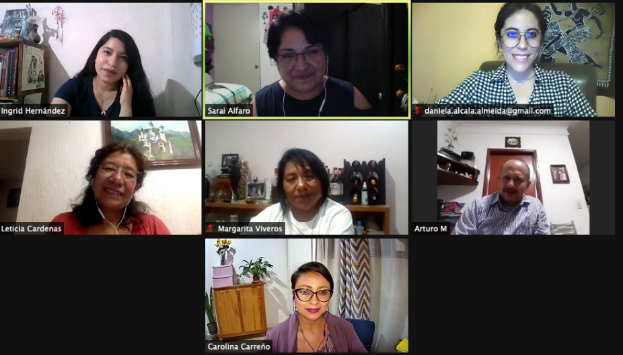 Ingrid Hernández
Sarai Alfaro
daniela.alcala.almeida@gmail.com
Leticia Cardenas
Margarita Viveros
Arturo M
Carolina Carreño